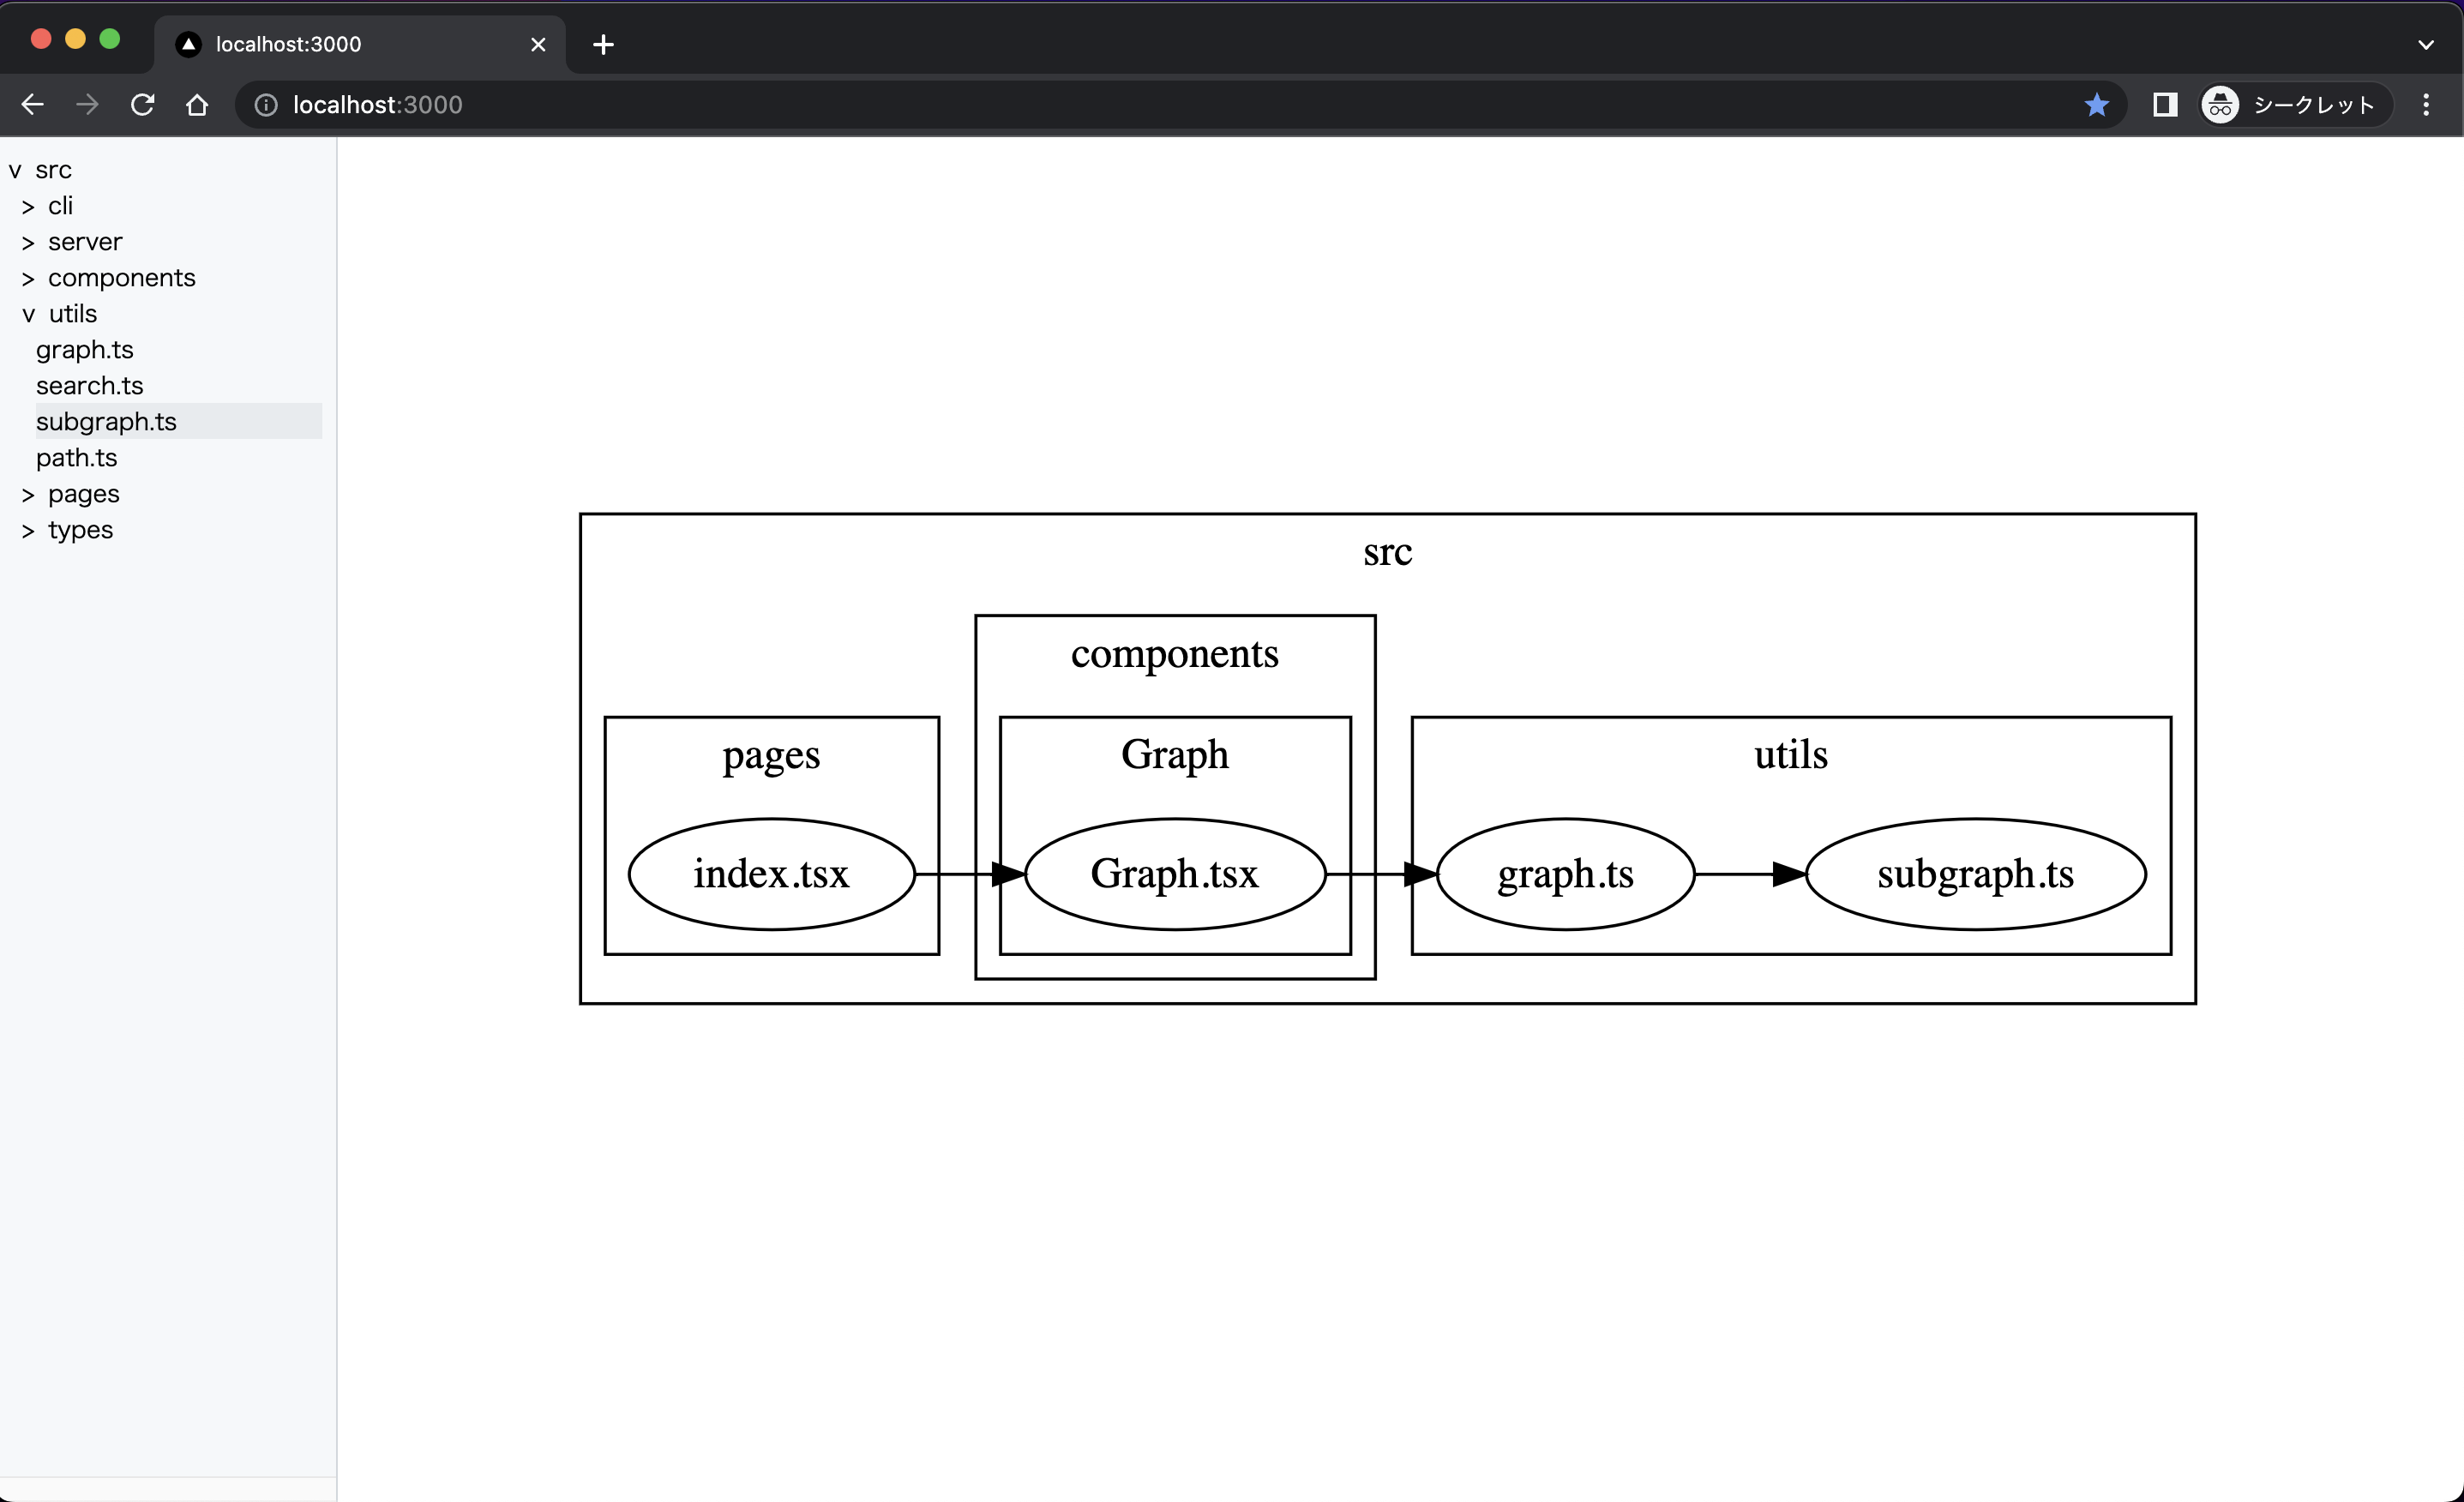 localhost:3000
localhost:3000
シークレット
v src
> cli
> server
> components
v utils
graph.ts
search.ts
subgraph.ts
path.ts
> pages
> types
src
components
pages
Graph
utils
index.tsx
Graph.tsx
graph.ts
subgraph.ts